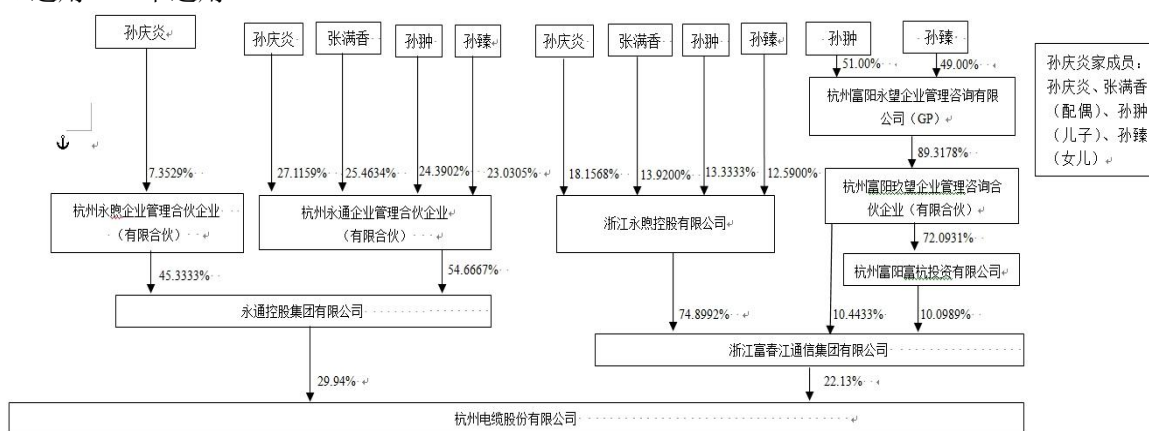 孙庆炎
孙庆炎
张满香
孙翀
孙臻
孙庆炎
张满香
孙翀
孙臻
孙翀
孙臻
孙庆炎家成员：
孙庆炎、张满香
（配偶）、孙翀
（儿子）、孙臻
（女儿）
51.00%
49.00%
杭州富阳永望企业管理咨询有限
公司（GP）
89.3178%
7.3529%
27.1159%
25.4634%
24.3902%
23.0305%
18.1568%
13.9200%
13.3333%
12.5900%
杭州永煦企业管理合伙企业
（有限合伙）
杭州永通企业管理合伙企业
（有限合伙）
浙江永煦控股有限公司
杭州富阳玖望企业管理咨询合
伙企业（有限合伙）
72.0931%
杭州富阳富杭投资有限公司
45.3333%
54.6667%
永通控股集团有限公司
74.8992%
10.4433%
10.0989%
浙江富春江通信集团有限公司
29.94%
22.13%
杭州电缆股份有限公司